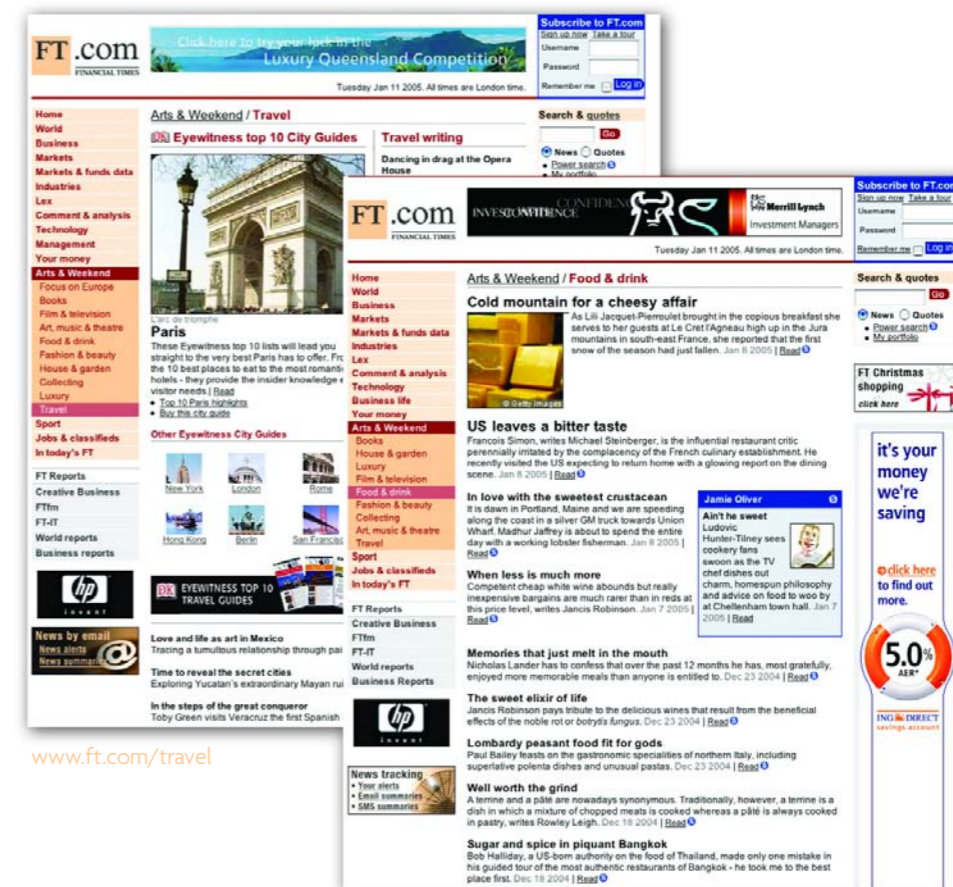 FT.com
FINANCIAL TIMES
Click here to try your luck in the
Luxury Queensland Competition
Subscribe to FT.com
Sign up now Take a tour
Username
Password
Remember me Log in
Tuesday Jan 11 2005. All times are London time.
Home
World
Business
Markets
Markets & funds data
Industries
Lex
Comment & analysis
Technology
Management
Your money
Arts & Weekend
Focus on Europe
Books
Film & television
Art, music & theatre
Food & drink
Fashion & beauty
House & garden
Collecting
Luxury
Travel
Sport
Jobs & classifieds
In today's FT
FT Reports
Creative Business
FTfm
FT-IT
World reports
Business reports
hp
invent
News by email
News alerts
News summaries
Arts & Weekend / Travel
DK Eyewitness top 10 City Guides
L'arc de triomphe
Paris
These Eyewitness top 10 lists will lead you
straight to the very best Paris has to offer.
the 10 best places to eat to the most
hotels - they provide the insider knowledge
visitor needs.| Read
Top 10 Paris highlights
Buy this city guide
Other Eyewitness City Guides
New York
London
Rome
Hong Kong
Berlin
San Francisc
DK EYEWITNESS TOP 10
TRAVEL GUIDES
Love and life as art in Mexico
Tracing a tumultuous relationship through pai
Time to reveal the secret cities
Exploring Yucatan's extraordinary Mayan rui
In the steps of the great conqueror
Toby Green visits Veracruz the first Spanish
Travel writing
Dancing in drag at the Opera
House
Search & quotes
Go
News Quotes
Power search
My portfolio
www.ft.com/travel
FT.com
FINANCIAL TIMES
Merrill Lynch
Investment Managers
Subscribe to FT.com
Sign up now Take a tour
Username
Password
Remember me Log in
Tuesday Jan 11 2005. All times are London time.
Home
World
Business
Markets
Markets & funds data
Industries
Lex
Comment & analysis
Technology
Business life
Your money
Arts & Weekend
Books
House & garden
Luxury
Film & television
Food & drink
Fashion & beauty
Collecting
Art, music & theatre
Travel
Sport
Jobs & classifieds
In today's FT
FT Reports
Creative Business
FTfm
FT-IT
World reports
Business Reports
hp
invent
News tracking
Your alerts
Email summaries
SMS summaries
Arts & Weekend / Food & drink
Cold mountain for a cheesy affair
As Lili Jacquet-Pierroulet brought in the copious breakfast she
serves to her guests at Le Cret l'Agneau high up in the Jura
mountains in south-east France, she reported that the first
snow of the season had just fallen. Jan 8 2005 | Read
© Getty Images
US leaves a bitter taste
Francois Simon, writes Michael Steinberger, is the influential restaurant critic
perennially irritated by the complacency of the French culinary establishment. He
recently visited the US expecting to return home with a glowing report on the dining
scene. Jan 8 2005 | Read
In love with the sweetest crustacean
It is dawn in Portland, Maine and we are speeding
along the coast in a silver GM truck towards Union
Wharf. Madhur Jaffrey is about to spend the entire
day with a working lobster fisherman. Jan 8 2005 |
Read
When less is much more
Competent cheap white wine abounds but really
inexpensive bargains are much rarer than in reds at
this price level, writes Jancis Robinson. Jan 7 2005 |
Read
Jamie Oliver
Ain't he sweet
Ludovic
Hunter-Tilney sees
cookery fans
swoon as the TV
chef dishes out
charm, homespun philosophy
and advice on food to woo by
at Cheltenham town hall. Jan 7
2005 | Read
Memories that just melt in the mouth
Nicholas Lander has to confess that over the past 12 months he has, most gratefully,
enjoyed more memorable meals than anyone is entitled to. Dec 23 2004 | Read
The sweet elixir of life
Jancis Robinson pays tribute to the delicious wines that result from the beneficial
effects of the noble rot or botrytis fungus. Dec 23 2004 | Read
Lombardy peasant food fit for gods
Paul Bailey feasts on the gastronomic specialities of northern Italy, including
superlative polenta dishes and unusual pastas. Dec 23 2004 | Read
Well worth the grind
A terrine and a pâté are nowadays synonymous. Traditionally, however, a terrine is a
dish in which a mixture of chopped meats is cooked whereas a pâté is always cooked
in pastry, writes Rowley Leigh. Dec 18 2004 | Read
Sugar and spice in piquant Bangkok
Bob Halliday, a US-born authority on the food of Thailand, made only one mistake in
his guided tour of the most authentic restaurants of Bangkok - he took me to the best
place first. Dec 18 2004 | Read
Search & quotes
Go
News Quotes
Power search
My portfolio
FT Christmas
shopping
click here
it's your
money
we're
saving
click here
to find out
more.
5.0%
AER*
ING DIRECT
savings account